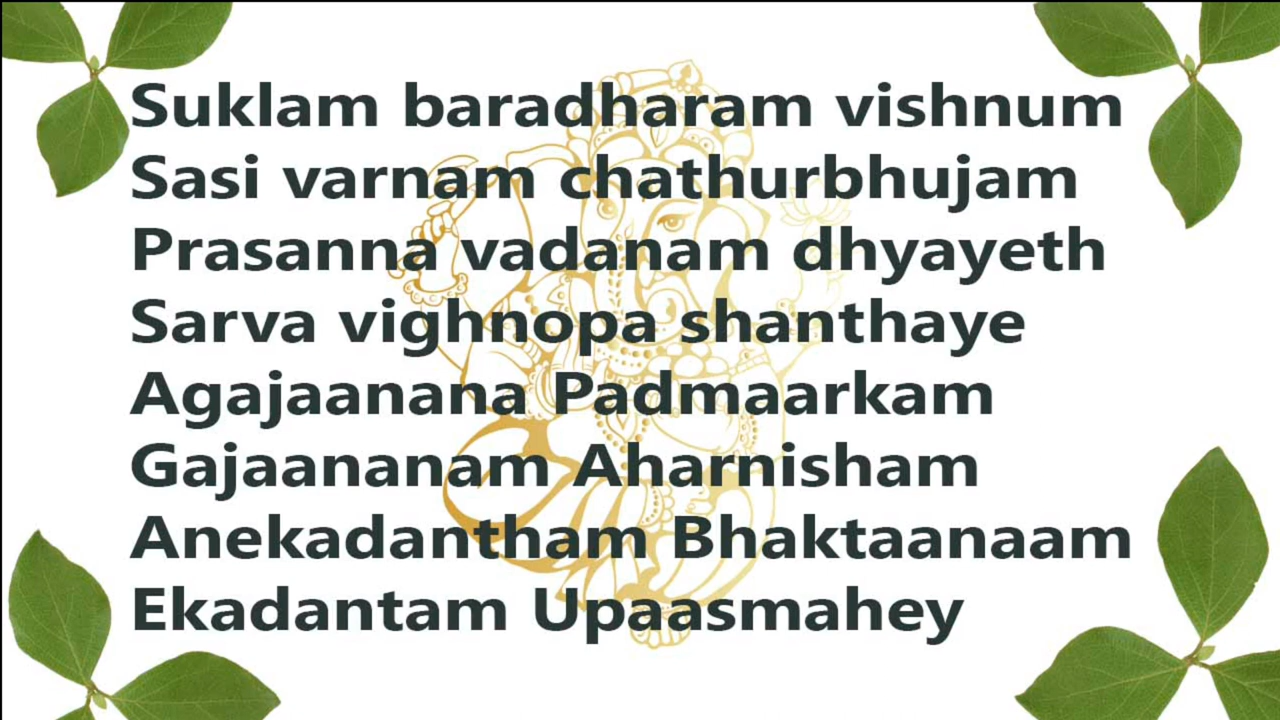 Suklam baradharam vishnum
Sasi varnam chathurbhujam
Prasanna vadanam dhyayeth
Sarva vighnopa shanthaye
Agajaanana Padmaarkam
Gajaananam Aharnisham
Anekadantham Bhaktaanaam
Ekadantam Upaasmahey